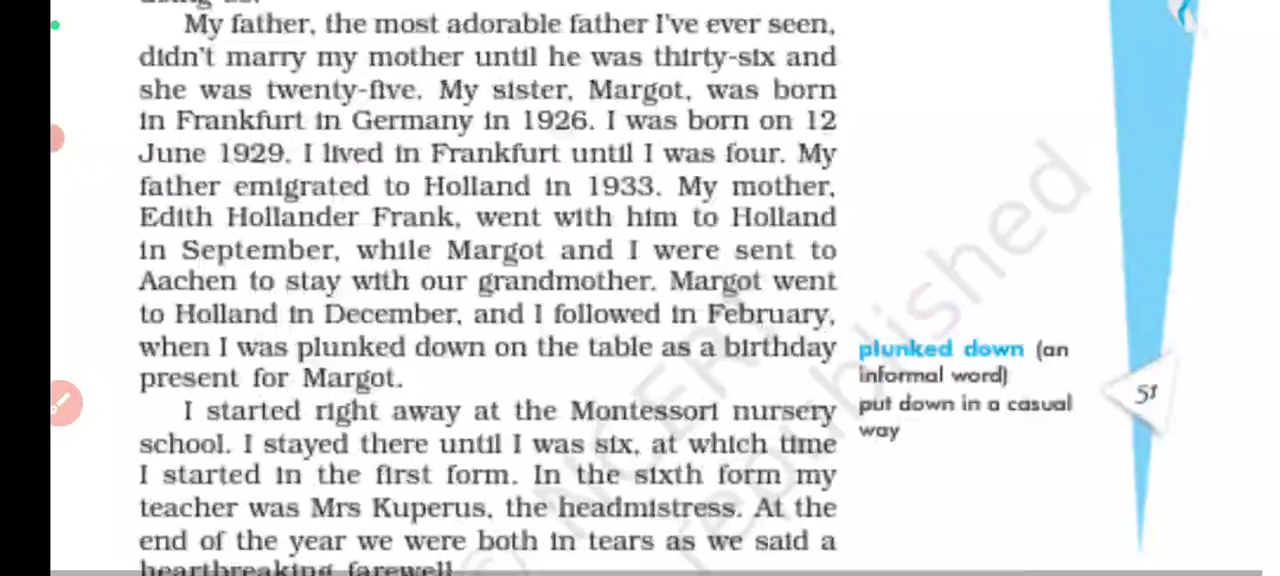 My father, the most adorable father I've ever seen,
didn't marry my mother until he was thirty-six and
she was twenty-five. My sister, Margot, was born
in Frankfurt in Germany in 1926. I was born on 12
June 1929. I lived in Frankfurt until I was four. My
father emigrated to Holland in 1933. My mother,
Edith Hollander Frank, went with him to Holland
in September, while Margot and I were sent to
Aachen to stay with our grandmother. Margot went
to Holland in December, and I followed in February,
when I was plunked down on the table as a birthday
present for Margot.
I started right away at the Montessori nursery
school. I stayed there until I was six, at which time
I started in the first form. In the sixth form my
teacher was Mrs Kuperus, the headmistress. At the
end of the year we were both in tears as we said a
heartbreaking farewell
plunked down (an
informal word)
put down in a casual
way
51
© NCERT
republished